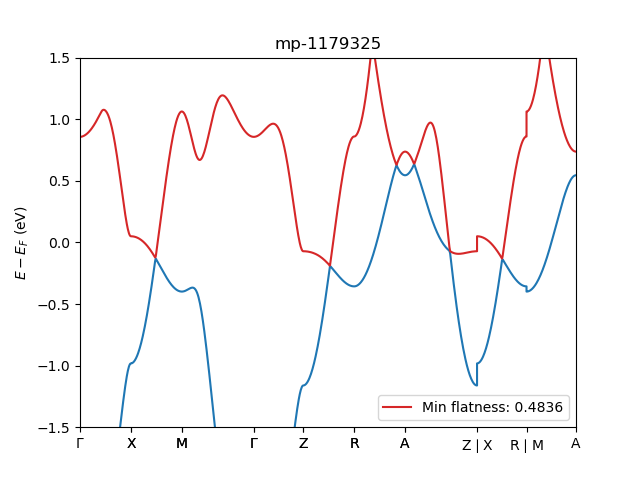 mp-1179325
E − E_F (eV)
1.5
1.0
0.5
0.0
−0.5
−1.0
−1.5
Min flatness: 0.4836
Γ X M Γ Z R A Z | X R | M A